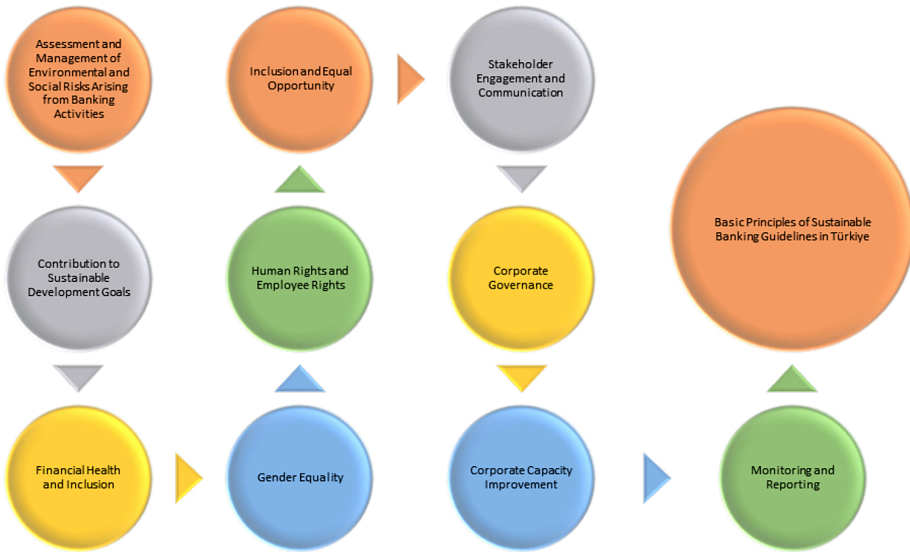 Assessment and
Management of
Environmental and
Social Risks Arising
from Banking
Activities
Contribution to
Sustainable
Development Goals
Financial Health
and Inclusion
Gender Equality
Human Rights and
Employee Rights
Inclusion and Equal
Opportunity
Stakeholder
Engagement and
Communication
Corporate
Governance
Corporate Capacity
Improvement
Monitoring and
Reporting
Basic Principles of Sustainable
Banking Guidelines in Türkiye